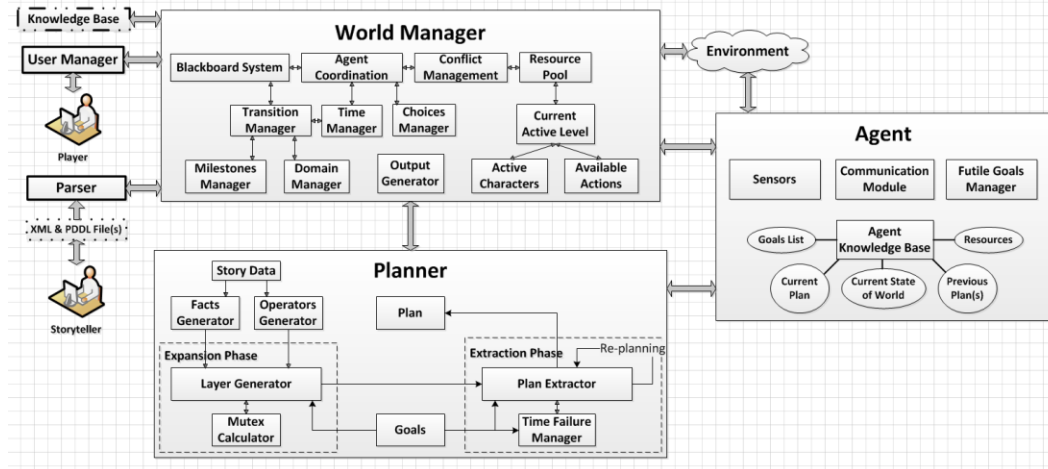 Knowledge Base
User Manager
Player
Parser
XML & PDDL File(s)
Storyteller
World Manager
Blackboard System
Agent
Coordination
Conflict
Management
Resource
Pool
Transition
Manager
Time
Manager
Choices
Manager
Current
Active Level
Milestones
Manager
Domain
Manager
Output
Generator
Active
Characters
Available
Actions
Environment
Agent
Sensors
Communication
Module
Futile Goals
Manager
Goals List
Agent
Knowledge Base
Resources
Current
Plan
Current State
of World
Previous
Plan(s)
Planner
Story Data
Facts
Generator
Operators
Generator
Plan
Expansion Phase
Layer Generator
Mutex
Calculator
Goals
Extraction Phase
Re-planning
Plan Extractor
Time Failure
Manager